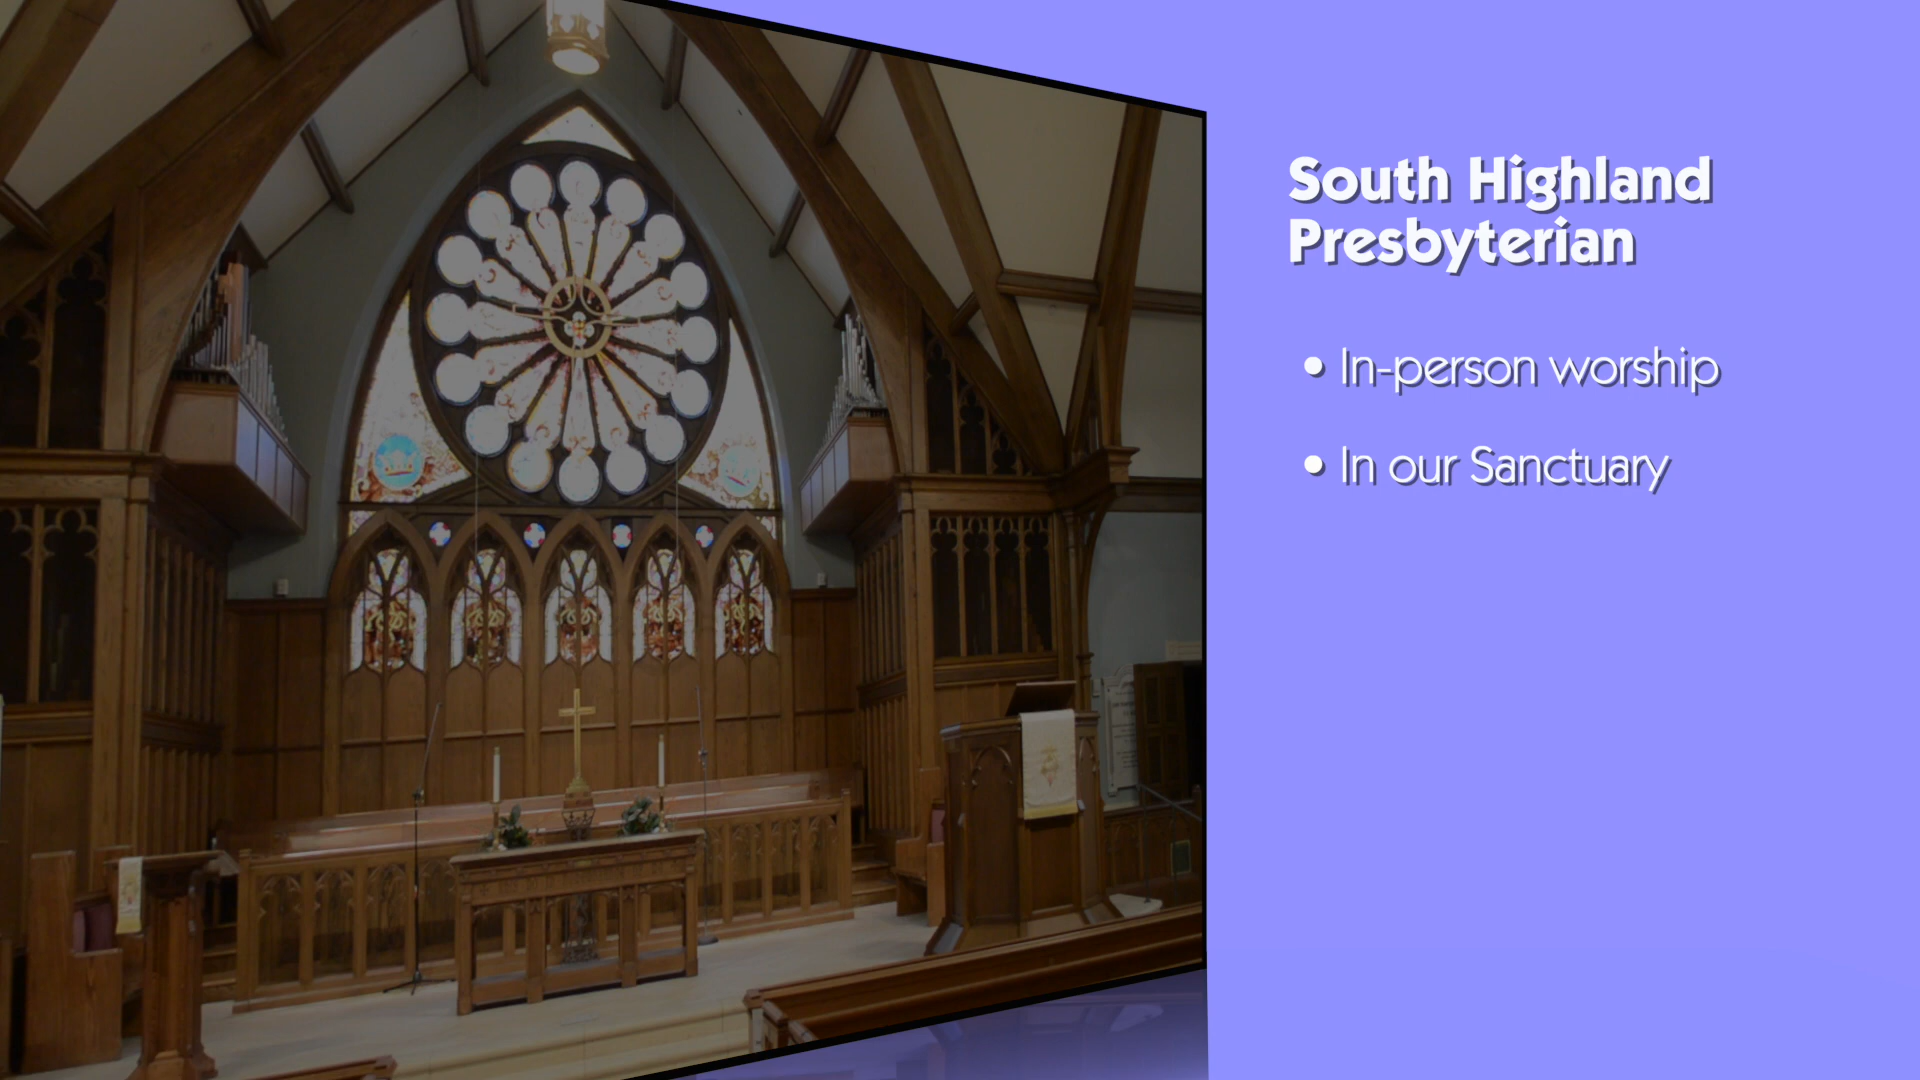 South Highland
Presbyterian
• In-person worship
• In our Sanctuary